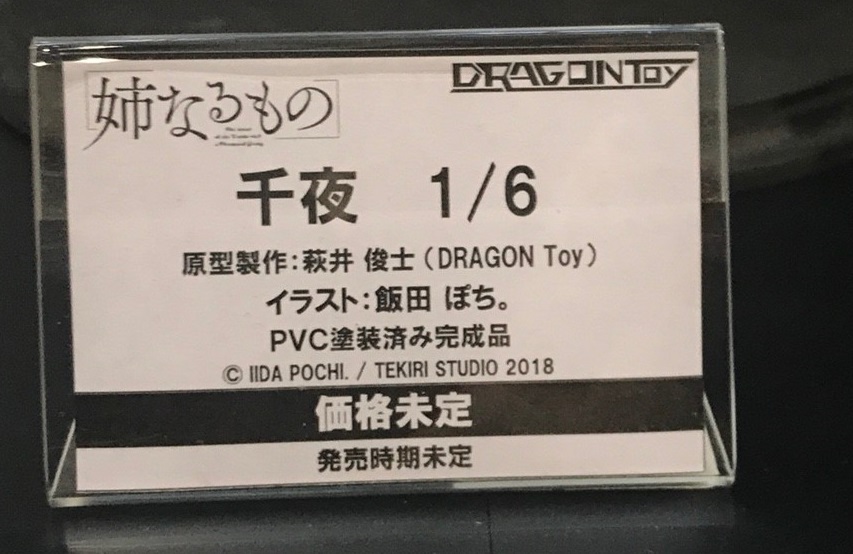 姉なるもの
DRAGON Toy
千夜 1/6
原型製作:萩井 俊士(DRAGON Toy)
イラスト:飯田 ぽち。
PVC塗装済み完成品
© IIDA POCHI. / TEKIRI STUDIO 2018
価格未定
発売時期未定